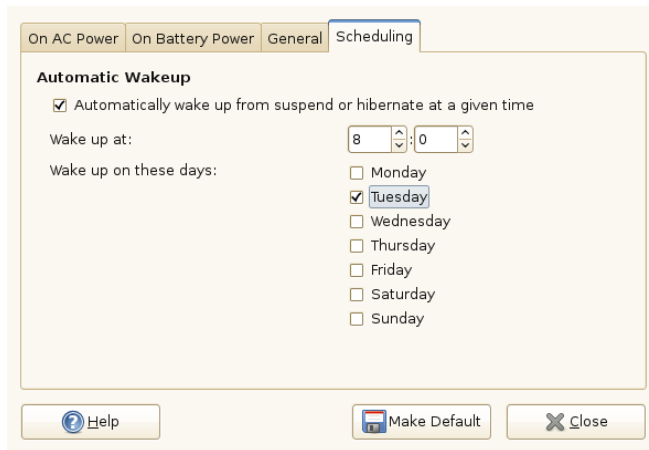 On AC Power On Battery Power General Scheduling
Automatic Wakeup
Automatically wake up from suspend or hibernate at a given time
Wake up at: 8 : 0
Wake up on these days: Monday
Tuesday
Wednesday
Thursday
Friday
Saturday
Sunday
Help Make Default Close